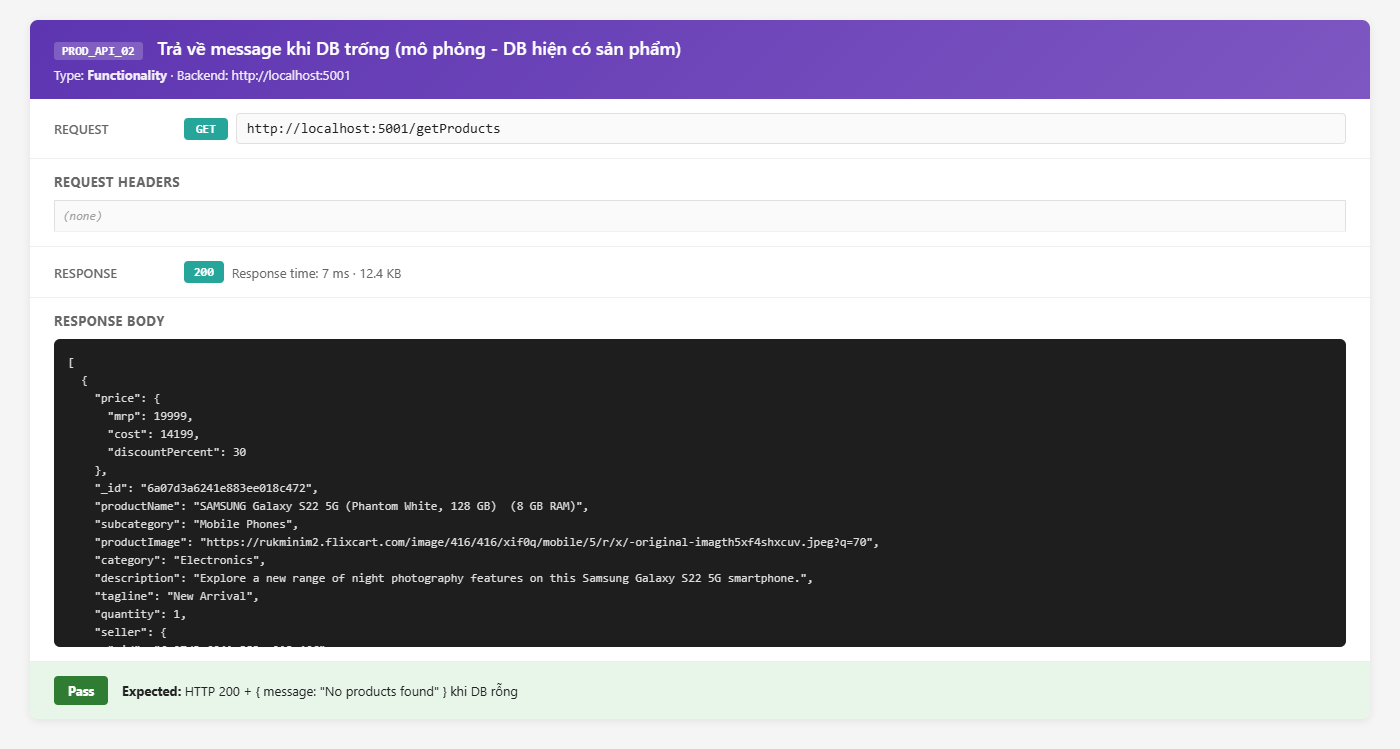 PROD_API_02 Trả về message khi DB trống (mô phỏng - DB hiện có sản phẩm)
Type: Functionality · Backend: http://localhost:5001
REQUEST GET http://localhost:5001/getProducts
REQUEST HEADERS
(none)
RESPONSE 200 Response time: 7 ms · 12.4 KB
RESPONSE BODY
[
{
"price": {
"mrp": 19999,
"cost": 14199,
"discountPercent": 30
},
"_id": "6a07d3a6241e883ee018c472",
"productName": "SAMSUNG Galaxy S22 5G (Phantom White, 128 GB)  (8 GB RAM)",
"subcategory": "Mobile Phones",
"productImage": "https://rukminim2.flixcart.com/image/416/416/xif0q/mobile/5/r/x/-original-imagth5xf4shxcuv.jpeg?q=70",
"category": "Electronics",
"description": "Explore a new range of night photography features on this Samsung Galaxy S22 5G smartphone.",
"tagline": "New Arrival",
"quantity": 1,
"seller": {
Pass Expected: HTTP 200 + { message: "No products found" } khi DB rỗng